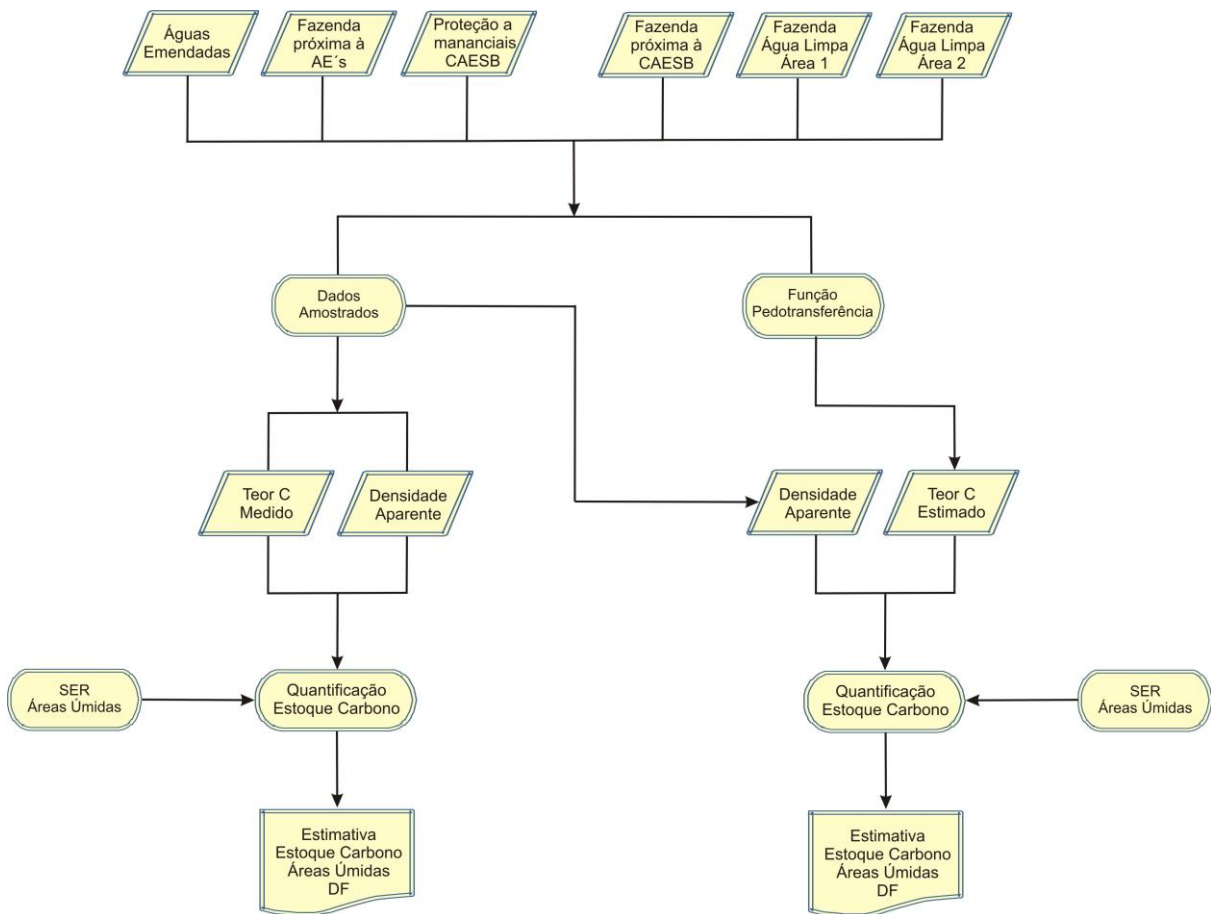 Águas
Emendadas
Fazenda
próxima à
AE´s
Proteção a
mananciais
CAESB
Fazenda
próxima à
CAESB
Fazenda
Água Limpa
Área 1
Fazenda
Água Limpa
Área 2
Dados
Amostrados
Função
Pedotransferência
Teor C
Medido
Densidade
Aparente
Densidade
Aparente
Teor C
Estimado
SER
Áreas Úmidas
Quantificação
Estoque Carbono
Quantificação
Estoque Carbono
SER
Áreas Úmidas
Estimativa
Estoque Carbono
Áreas Úmidas
DF
Estimativa
Estoque Carbono
Áreas Úmidas
DF